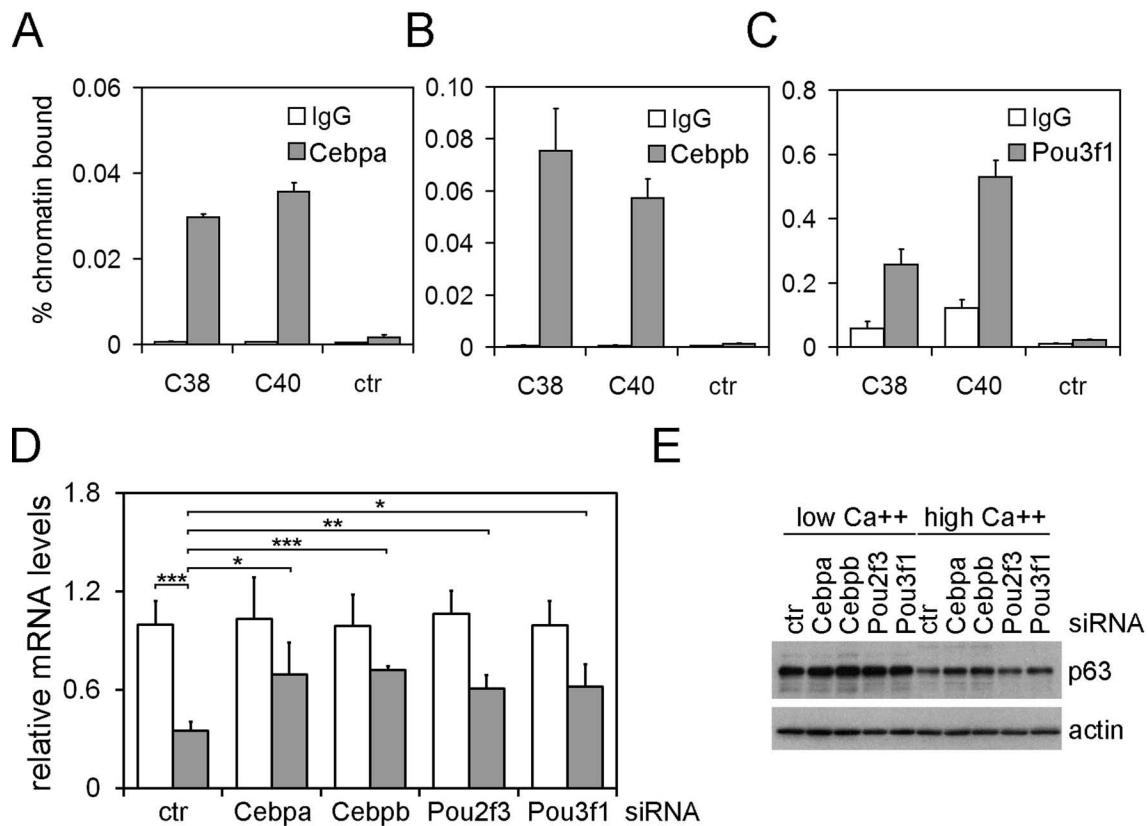 A
% chromatin bound
0.06
0.04
0.02
0
IgG
Cebpa
C38 C40 ctr
B
0.10
0.08
0.06
0.04
0.02
0.00
IgG
Cebpb
C38 C40 ctr
C
0.8
0.6
0.4
0.2
0
IgG
Pou3f1
C38 C40 ctr
D
relative mRNA levels
1.8
1.2
0.6
0
*
**
***
*
***
ctr Cebpa Cebpb Pou2f3 Pou3f1 siRNA
E
low Ca++ high Ca++
ctr Cebpa Cebpb Pou2f3 Pou3f1 ctr Cebpa Cebpb Pou2f3 Pou3f1 siRNA
p63
actin